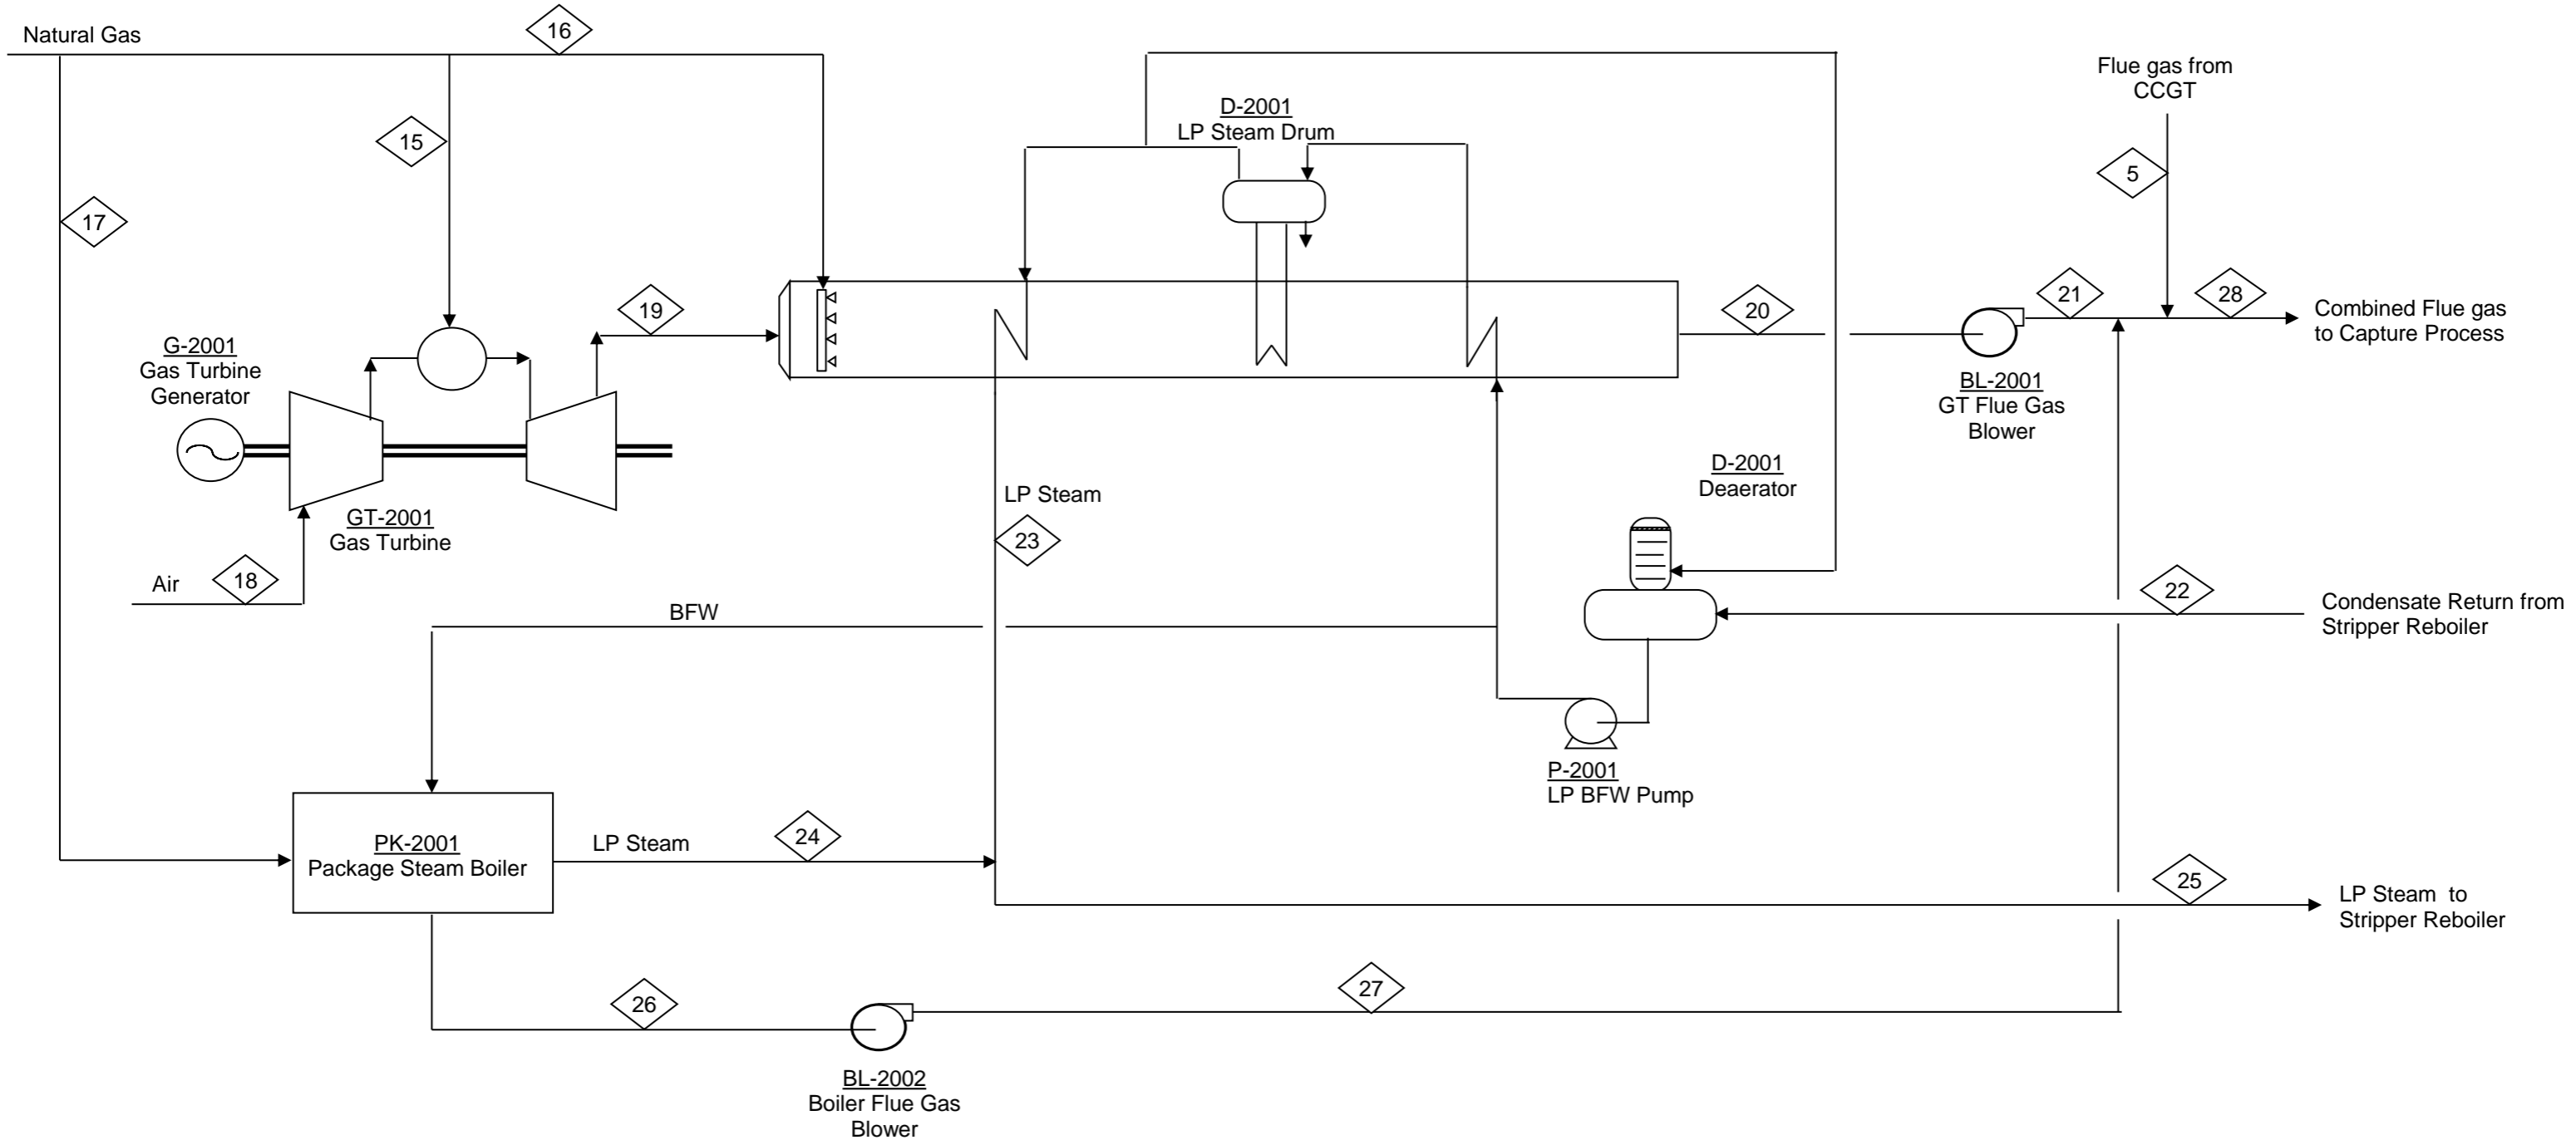 Natural Gas
16
Flue gas from
CCGT
D-2001
LP Steam Drum
15
5
17
19
20
21
28
Combined Flue gas
to Capture Process
G-2001
Gas Turbine
Generator
BL-2001
GT Flue Gas
Blower
D-2001
Deaerator
LP Steam
GT-2001
Gas Turbine
23
Air
18
22
Condensate Return from
Stripper Reboiler
BFW
P-2001
LP BFW Pump
PK-2001
Package Steam Boiler
LP Steam
24
25
LP Steam to
Stripper Reboiler
26
27
BL-2002
Boiler Flue Gas
Blower